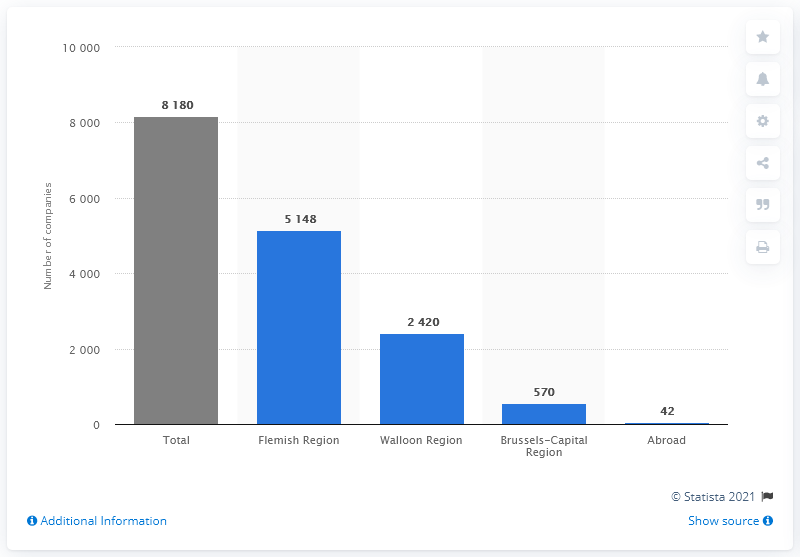 10 000
8 000
6 000
4 000
2 000
0
Number of companies
8 180
5 148
2 420
570
42
Total
Flemish Region
Walloon Region
Brussels-Capital
Region
Abroad
© Statista 2021
Additional Information
Show source